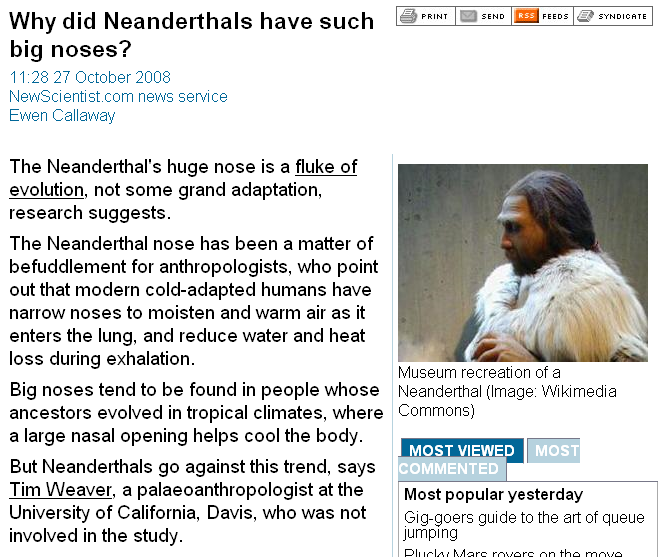 Why did Neanderthals have such
big noses?
PRINT
SEND
RSS FEEDS
SYNDICATE
11:28 27 October 2008
NewScientist.com news service
Ewen Callaway
The Neanderthal's huge nose is a fluke of
evolution, not some grand adaptation,
research suggests.
The Neanderthal nose has been a matter of
befuddlement for anthropologists, who point
out that modern cold-adapted humans have
narrow noses to moisten and warm air as it
enters the lung, and reduce water and heat
loss during exhalation.
Big noses tend to be found in people whose
ancestors evolved in tropical climates, where
a large nasal opening helps cool the body.
But Neanderthals go against this trend, says
Tim Weaver, a palaeoanthropologist at the
University of California, Davis, who was not
involved in the study.
Museum recreation of a
Neanderthal (Image: Wikimedia
Commons)
MOST VIEWED
MOST
COMMENTED
Most popular yesterday
Gig-goers guide to the art of queue
jumping
Plucky Mars rovers on the move